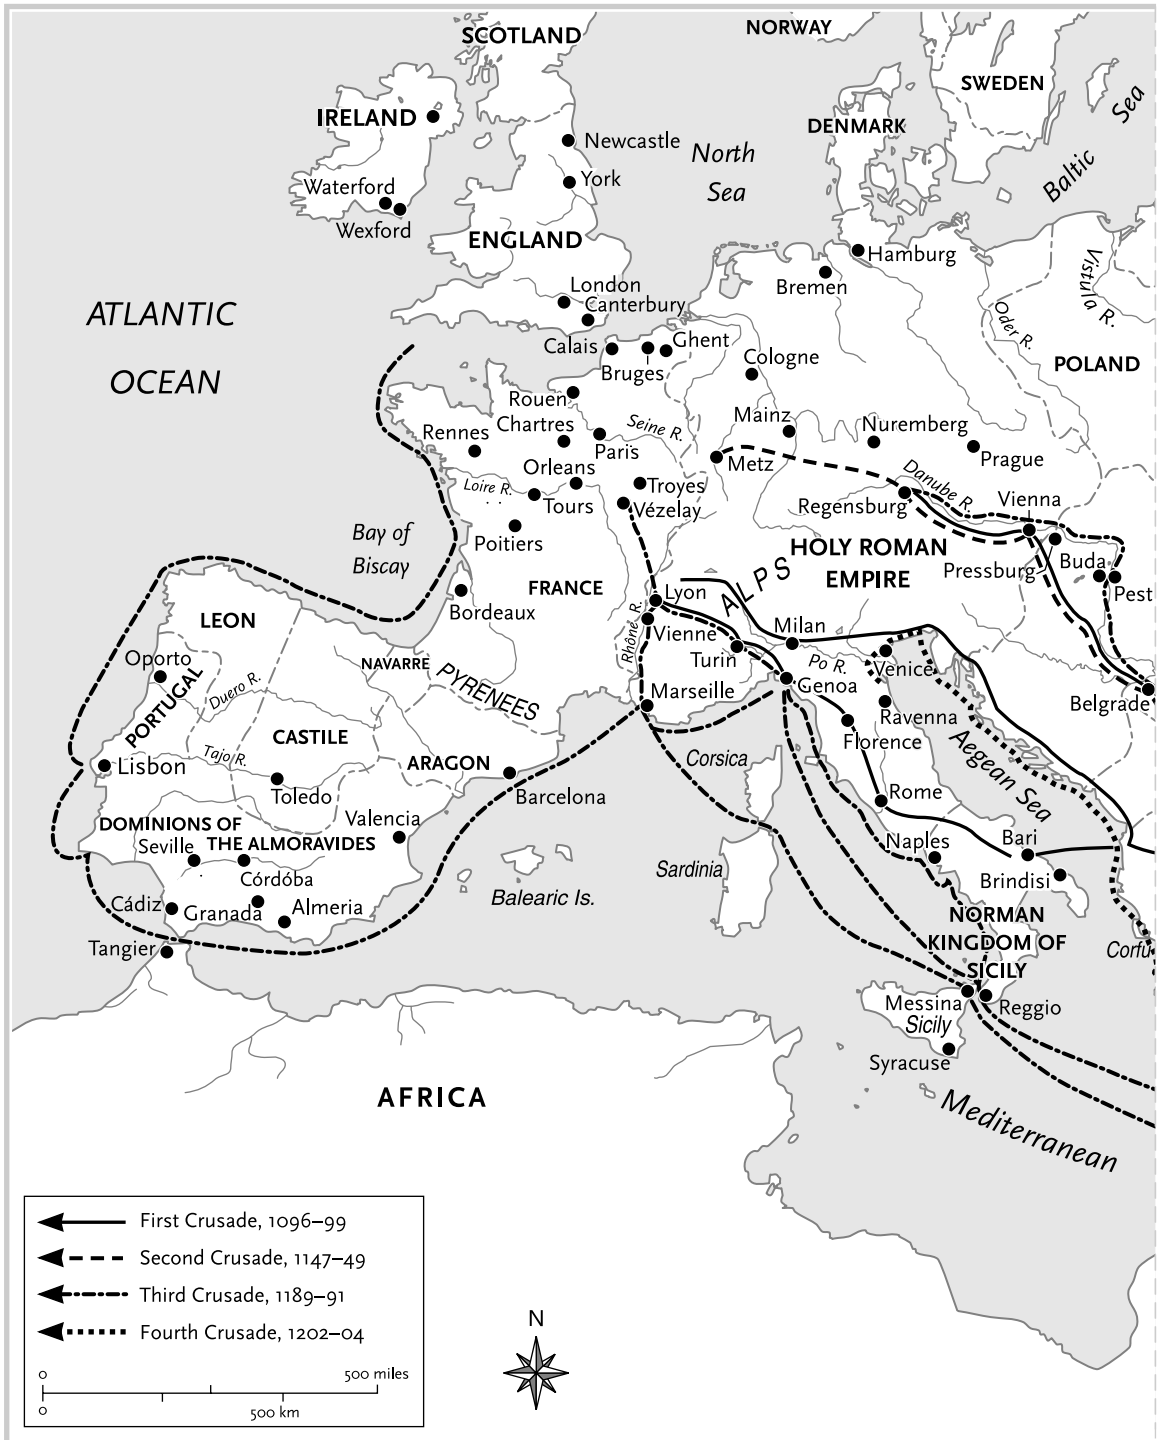 SCOTLAND
NORWAY
SWEDEN
Sea
IRELAND
DENMARK
Newcastle
North
Sea
Baltic
York
Waterford
Wexford
ENGLAND
Hamburg
Bremen
Vistula R.
London
Canterbury
ATLANTIC
OCEAN
Oder R.
Calais
Ghent
Bruges
Cologne
POLAND
Rouen
Chartres
Mainz
Nuremberg
Rennes
Seine R.
Paris
Metz
Prague
Orleans
Loire R.
Tours
Troyes
Vézelay
Danube R.
Regensburg
Vienna
Bay of
Biscay
Poitiers
HOLY ROMAN
EMPIRE
Pressburg
Buda
Pest
FRANCE
Lyon
ALPS
Bordeaux
LEON
Rhône R.
Vienne
Milan
Turin
Po R.
Venice
NAVARRE
PYRENEES
Oporto
Duero R.
PORTUGAL
Marseille
Genoa
Belgrade
Ravenna
Florence
CASTILE
Tajo R.
Lisbon
ARAGON
Corsica
Aegean Sea
Toledo
Barcelona
Rome
DOMINIONS OF
THE ALMORAVIDES
Valencia
Seville
Córdóba
Naples
Bari
Sardinia
Brindisi
Balearic Is.
Cádiz
Granada
Almeria
NORMAN
KINGDOM OF
SICILY
Tangier
Corfu
Messina
Sicily
Reggio
Syracuse
AFRICA
Mediterranean
First Crusade, 1096–99
Second Crusade, 1147–49
Third Crusade, 1189–91
Fourth Crusade, 1202–04
0
500 miles
0
500 km
N